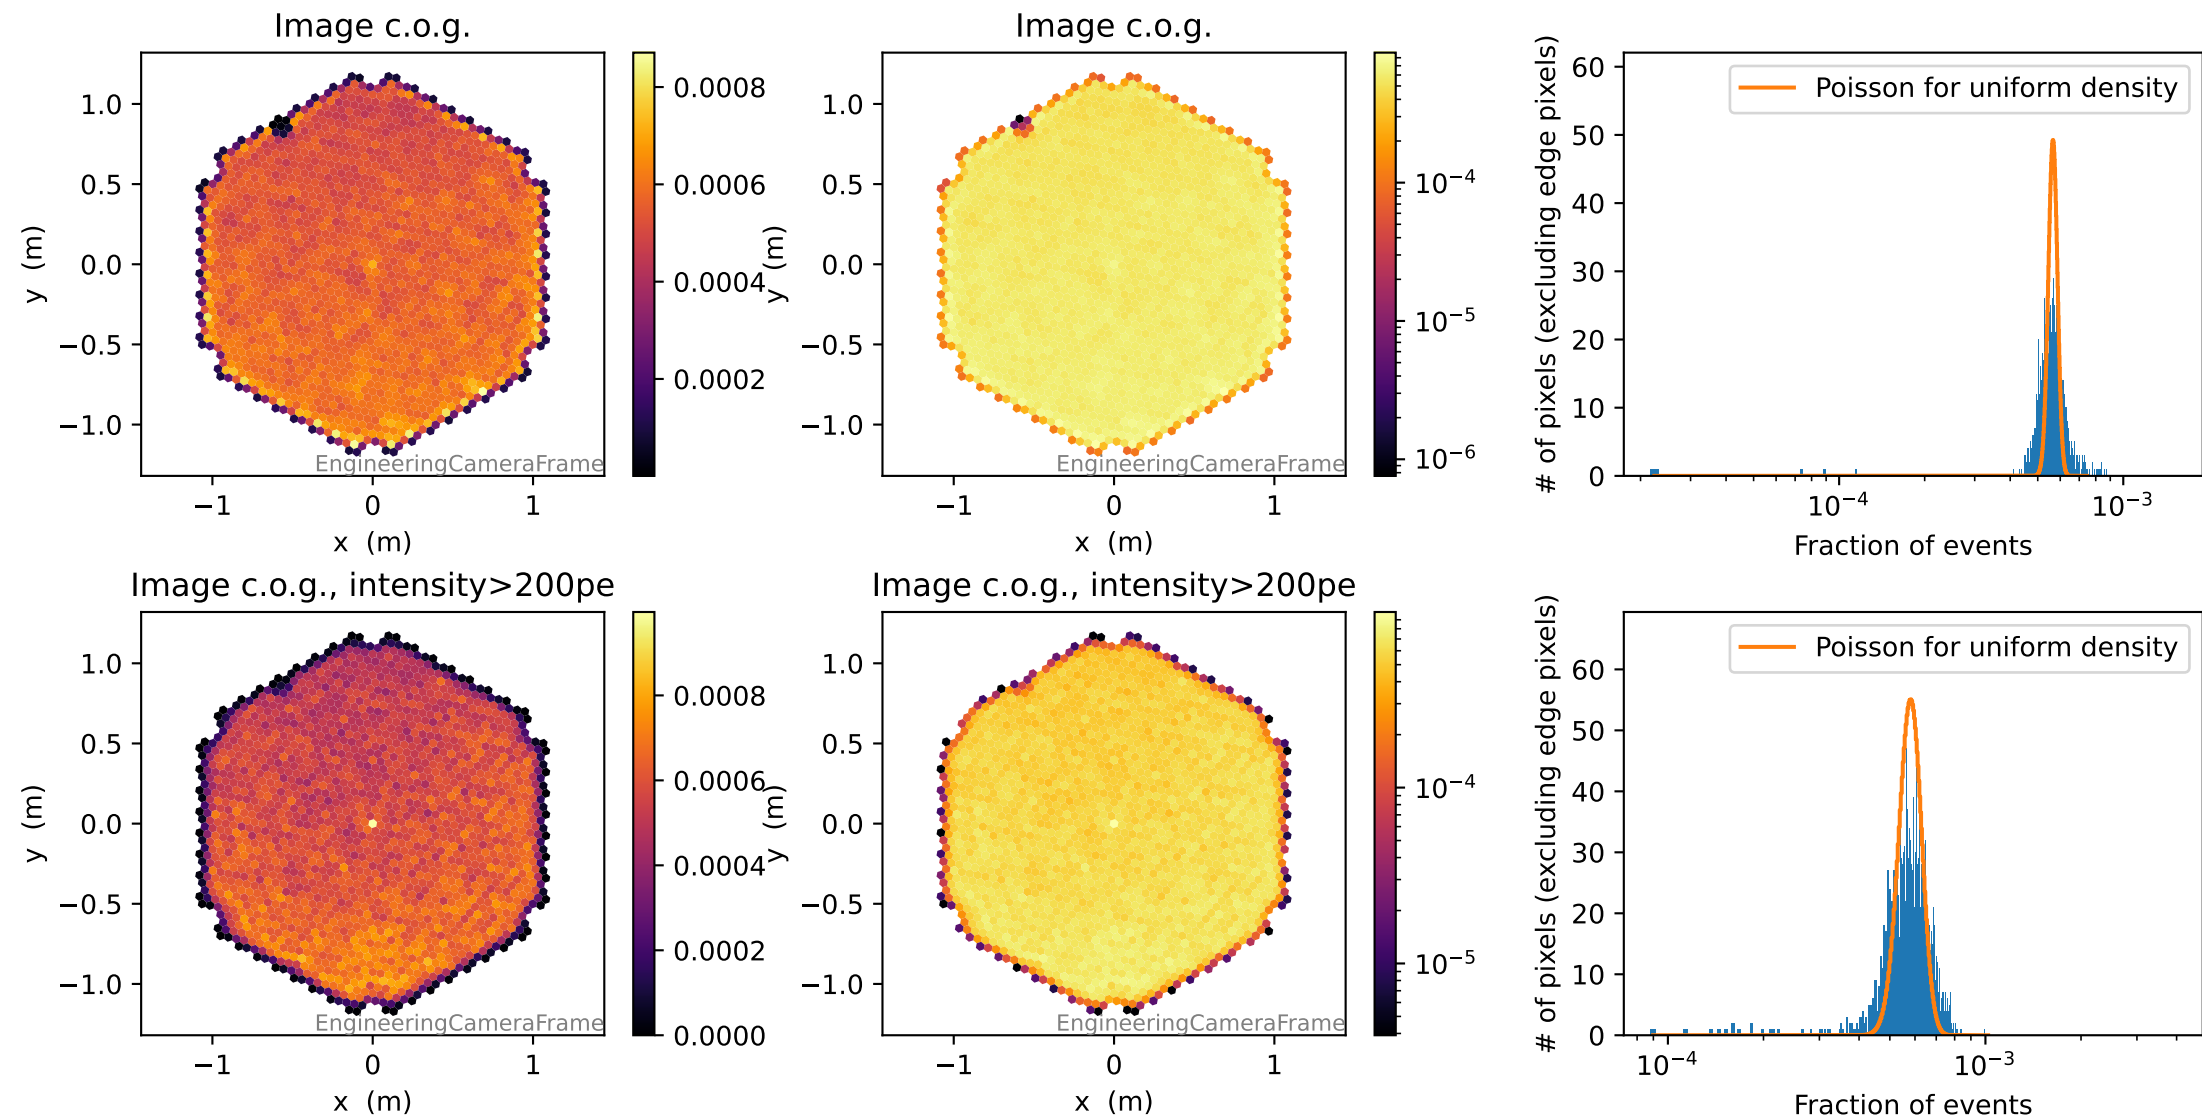 Image c.o.g.
y (m)
1.0
0.5
0.0
−0.5
−1.0
−1
0
1
x (m)
EngineeringCameraFrame
0.0008
0.0006
0.0004
0.0002
Image c.o.g.
y (m)
1.0
0.5
0.0
−0.5
−1.0
−1
0
1
x (m)
EngineeringCameraFrame
10⁻⁴
10⁻⁵
10⁻⁶
# of pixels (excluding edge pixels)
60
50
40
30
20
10
0
Poisson for uniform density
10⁻⁴
10⁻³
Fraction of events
Image c.o.g., intensity>200pe
y (m)
1.0
0.5
0.0
−0.5
−1.0
−1
0
1
x (m)
EngineeringCameraFrame
0.0008
0.0006
0.0004
0.0002
0.0000
Image c.o.g., intensity>200pe
y (m)
1.0
0.5
0.0
−0.5
−1.0
−1
0
1
x (m)
EngineeringCameraFrame
10⁻⁴
10⁻⁵
# of pixels (excluding edge pixels)
60
50
40
30
20
10
0
Poisson for uniform density
10⁻⁴
10⁻³
Fraction of events